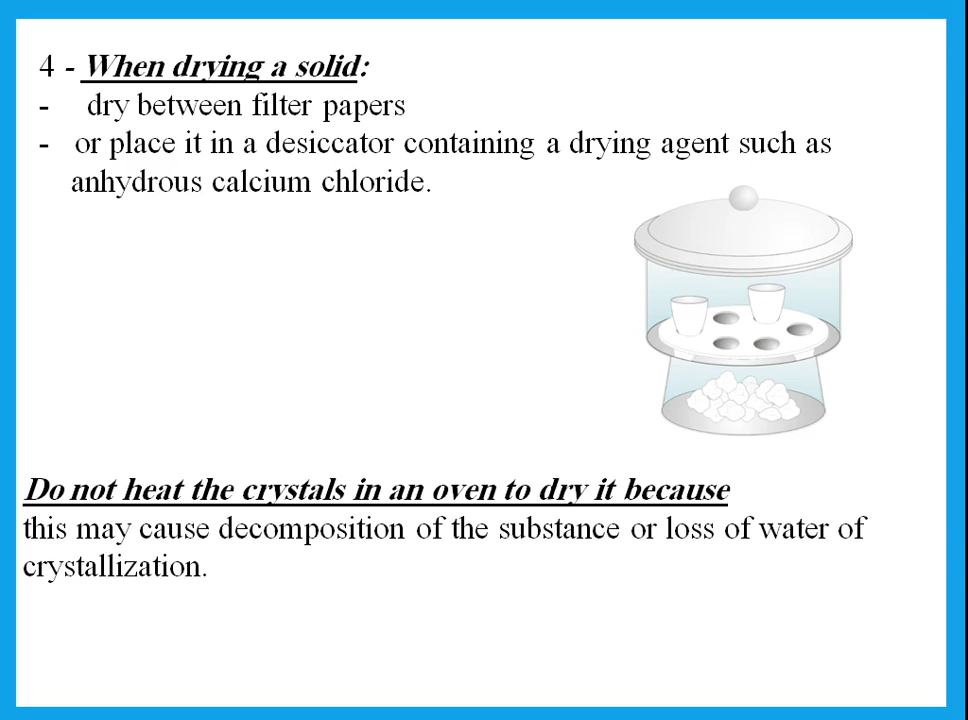 4 - When drying a solid:
- dry between filter papers
- or place it in a desiccator containing a drying agent such as
anhydrous calcium chloride.
Do not heat the crystals in an oven to dry it because
this may cause decomposition of the substance or loss of water of
crystallization.